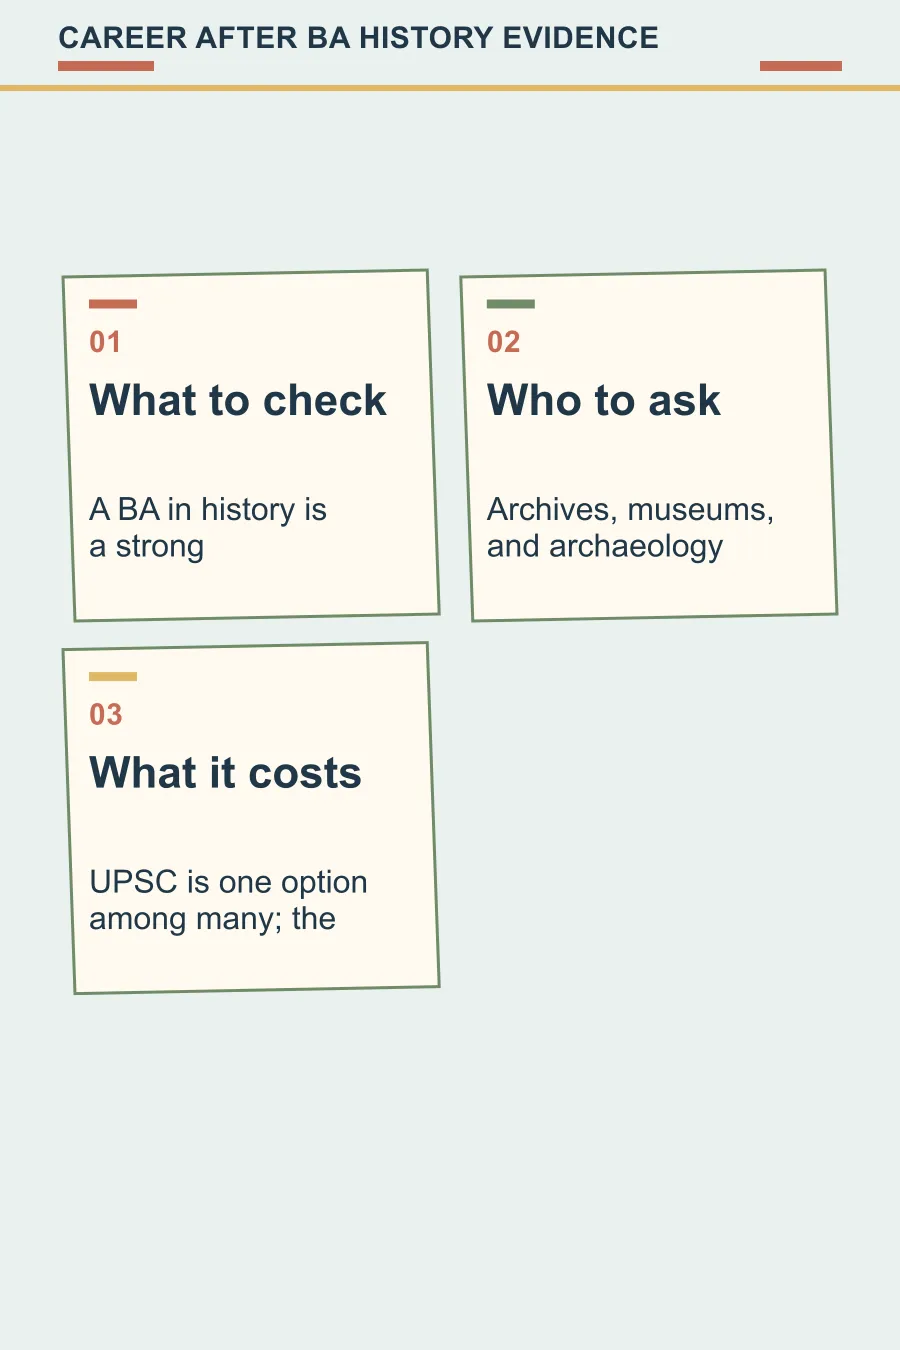 CAREER AFTER BA HISTORY EVIDENCE
01
What to check
A BA in history is
a strong
02
Who to ask
Archives, museums,
and archaeology
03
What it costs
UPSC is one option
among many; the